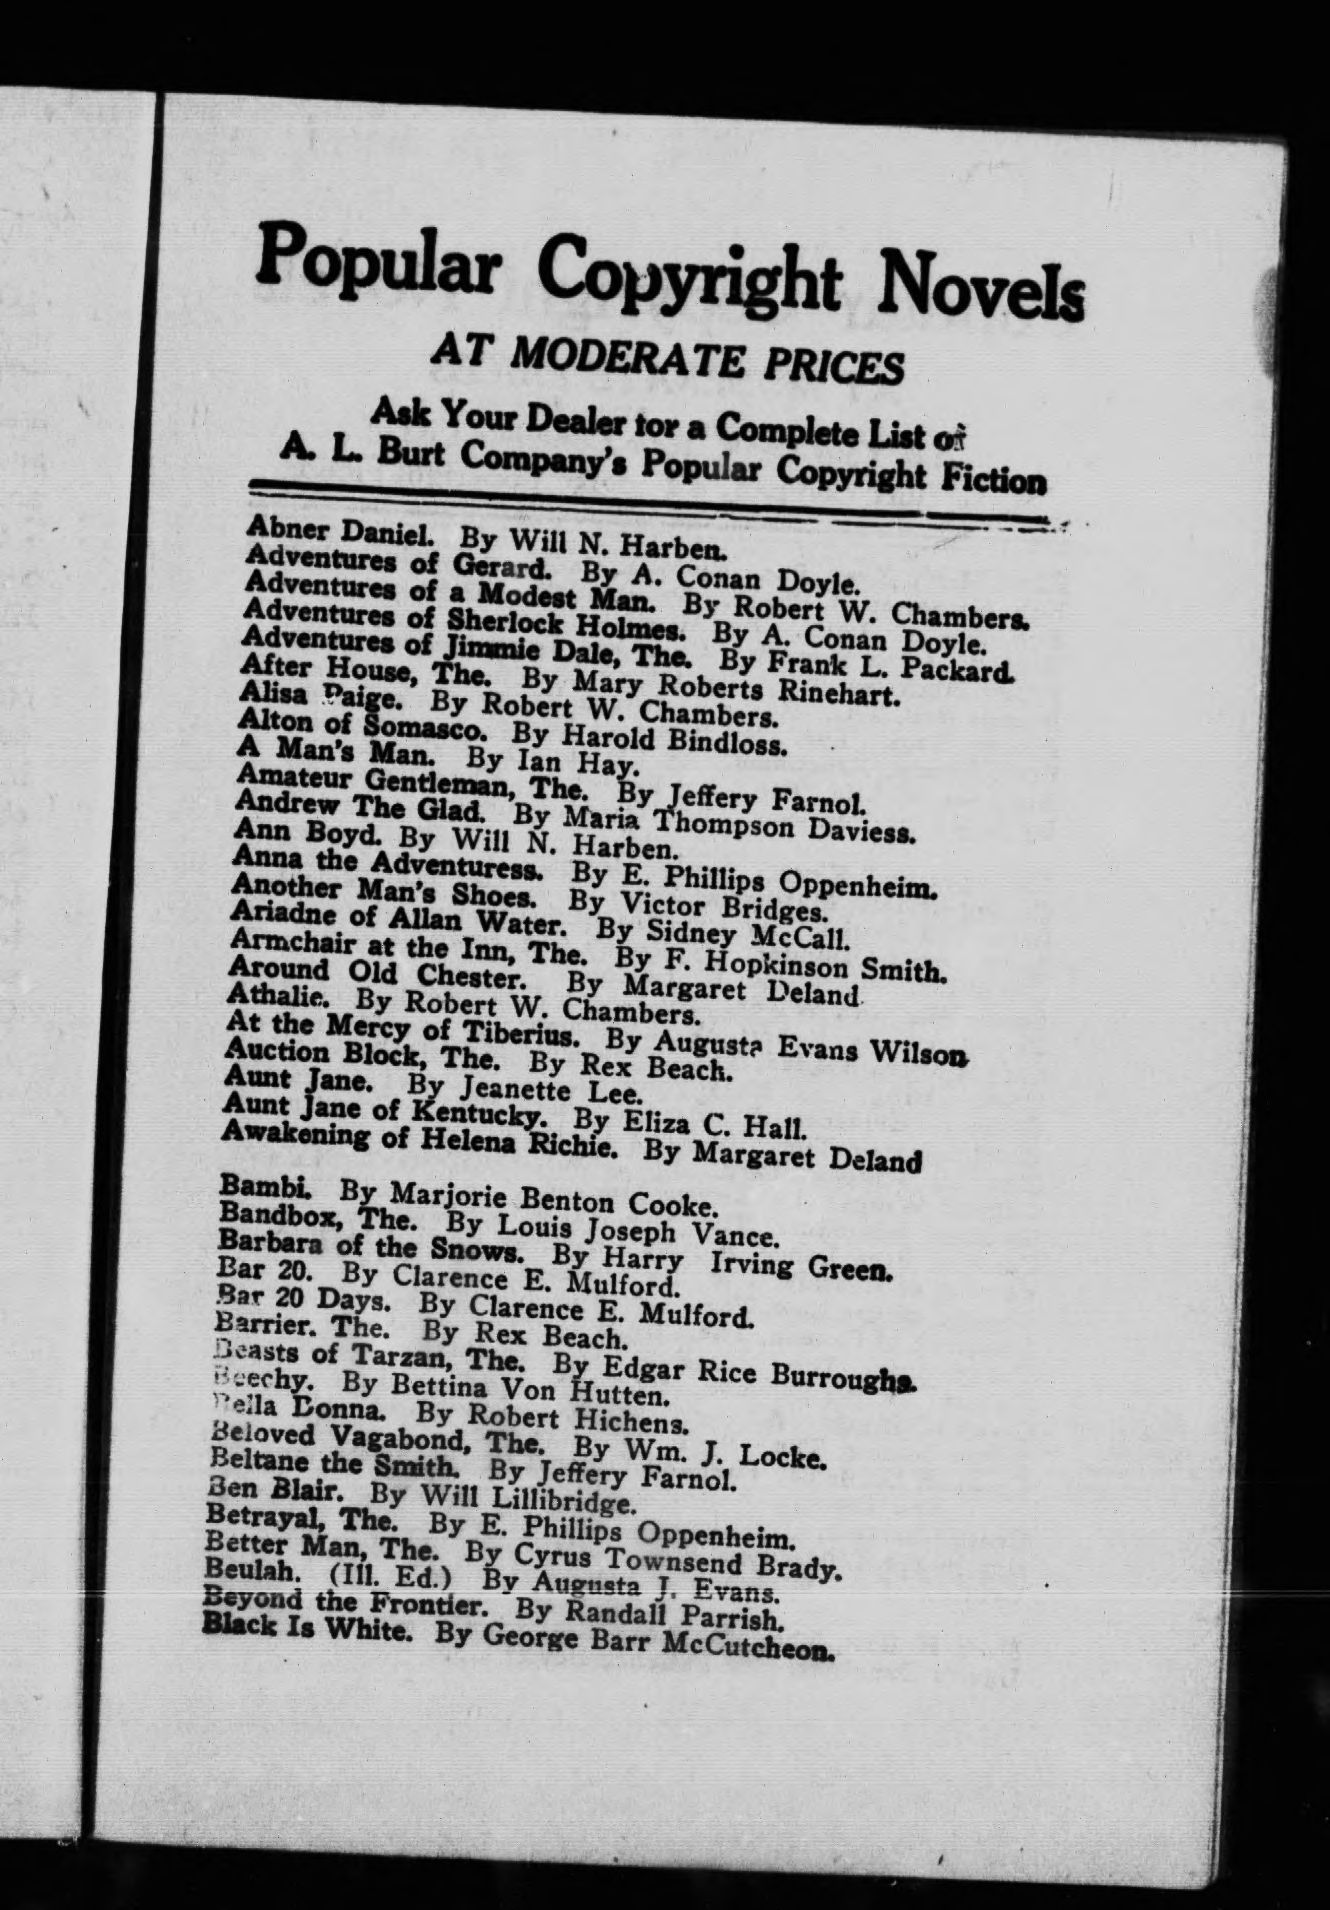 Popular Copyright Novels
AT MODERATE PRICES
Ask Your Dealer for a Complete List of
A. L. Burt Company's Popular Copyright Fiction
Abner Daniel. By Will N. Harben.
Adventures of Gerard. By A. Conan Doyle.
Adventures of a Modest Man. By Robert W. Chambers.
Adventures of Sherlock Holmes. By A. Conan Doyle.
Adventures of Jimmie Dale, The. By Frank L. Packard.
After House, The. By Mary Roberts Rinehart.
Alisa Paige. By Robert W. Chambers.
Alton of Somasco. By Harold Bindloss.
A Man's Man. By Ian Hay.
Amateur Gentleman, The. By Jeffery Farnol.
Andrew The Glad. By Maria Thompson Daviess.
Ann Boyd. By Will N. Harben.
Anna the Adventuress. By E. Phillips Oppenheim.
Another Man's Shoes. By Victor Bridges.
Ariadne of Allan Water. By Sidney McCall.
Armchair at the Inn, The. By F. Hopkinson Smith.
Around Old Chester. By Margaret Deland.
Athalie. By Robert W. Chambers.
At the Mercy of Tiberius. By Augusta Evans Wilson.
Auction Block, The. By Rex Beach.
Aunt Jane. By Jeanette Lee.
Aunt Jane of Kentucky. By Eliza C. Hall.
Awakening of Helena Richie. By Margaret Deland
Bambi. By Marjorie Benton Cooke.
Bandbox, The. By Louis Joseph Vance.
Barbara of the Snows. By Harry Irving Green.
Bar 20. By Clarence E. Mulford.
Bar 20 Days. By Clarence E. Mulford.
Barrier. The. By Rex Beach.
Beasts of Tarzan, The. By Edgar Rice Burroughs.
Beechy. By Bettina Von Hutten.
Bella Donna. By Robert Hichens.
Beloved Vagabond, The. By Wm. J. Locke.
Beltane the Smith. By Jeffery Farnol.
Ben Blair. By Will Lillibridge.
Betrayal, The. By E. Phillips Oppenheim.
Better Man, The. By Cyrus Townsend Brady.
Beulah. (Ill. Ed.) By Augusta J. Evans.
Beyond the Frontier. By Randall Parrish.
Black Is White. By George Barr McCutcheon.